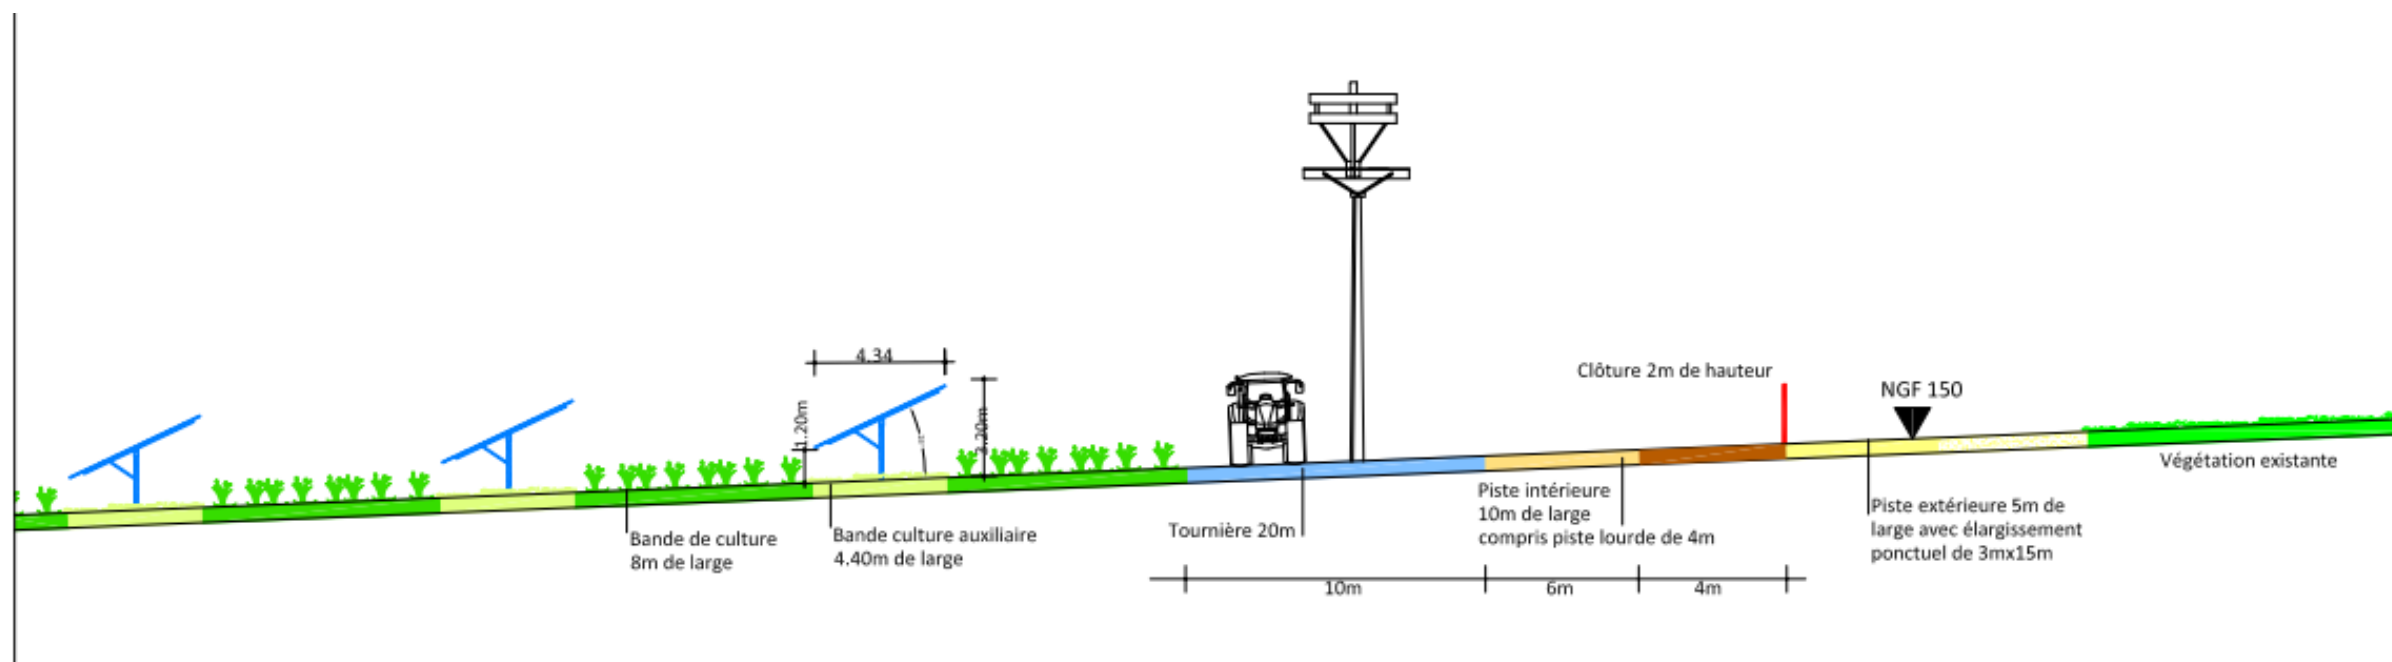 4.34
1.20m
3.20m
Clôture 2m de hauteur
NGF 150
Végétation existante
Bande de culture
8m de large
Bande culture auxiliaire
4.40m de large
Tournière 20m
Piste intérieure
10m de large
compris piste lourde de 4m
Piste extérieure 5m de
large avec élargissement
ponctuel de 3mx15m
10m
6m
4m